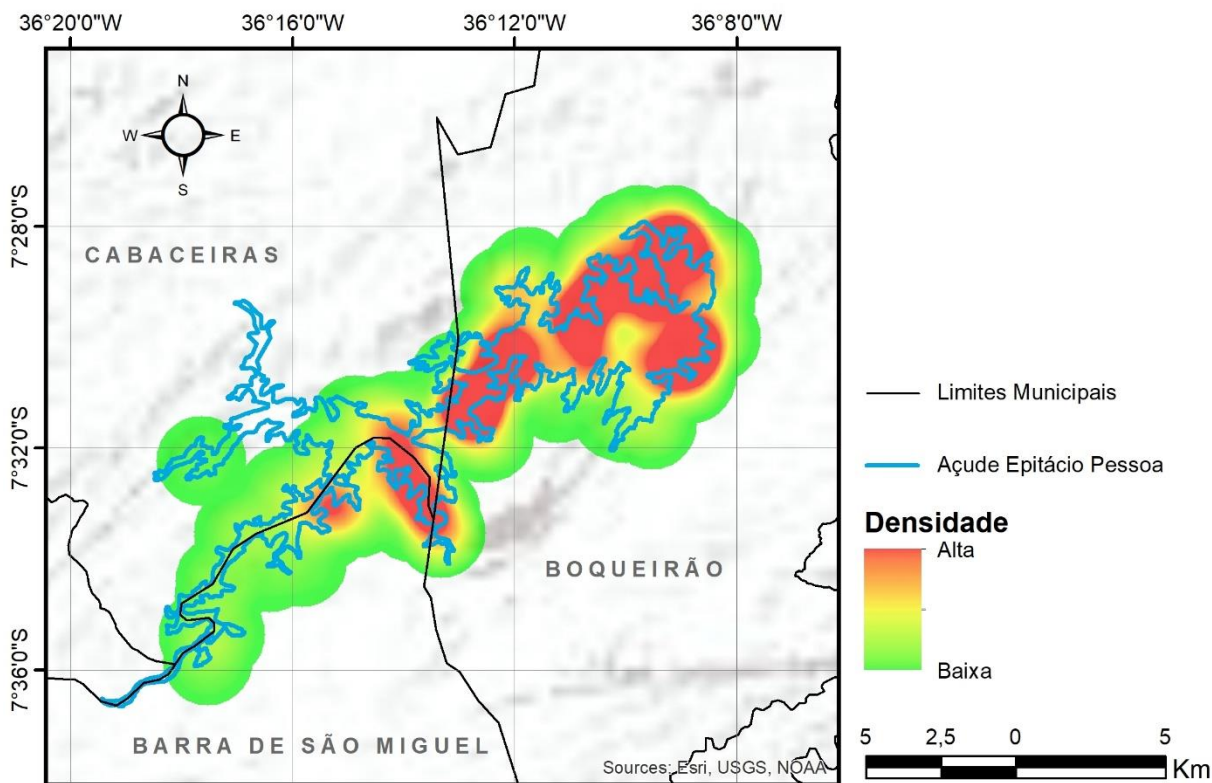 36°20'0"W 36°16'0"W 36°12'0"W 36°8'0"W
N
W E
S
7°28'0"S
CABACEIRAS
7°32'0"S
BOQUEIRÃO
7°36'0"S
BARRA DE SÃO MIGUEL
Sources: Esri, USGS, NOAA
Limites Municipais
Açude Epitácio Pessoa
Densidade
Alta
Baixa
5 2,5 0 5
Km